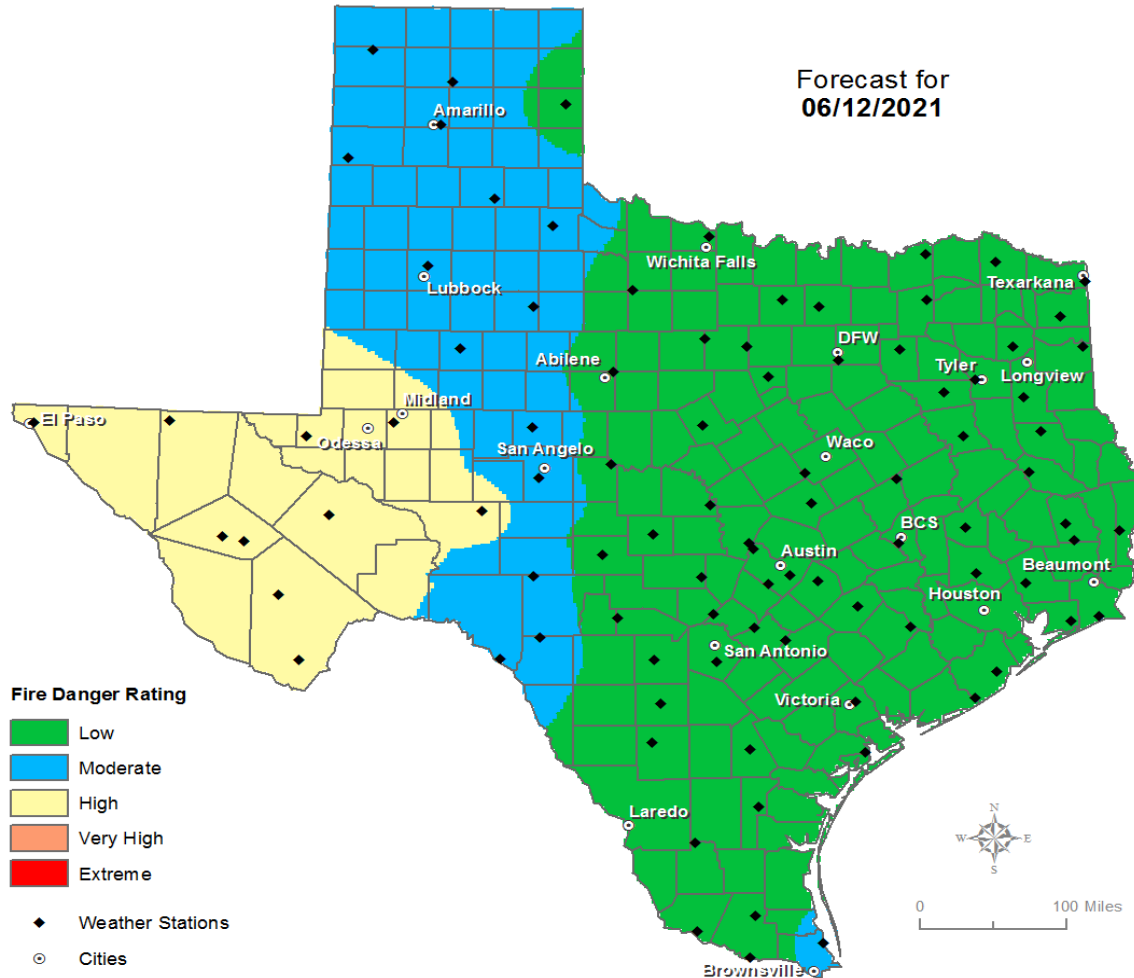 Forecast for
06/12/2021
Amarillo
Lubbock
Wichita Falls
Texarkana
Abilene
DFW
Tyler
Longview
El Paso
Midland
Odessa
San Angelo
Waco
BCS
Austin
Beaumont
Houston
San Antonio
Victoria
Laredo
Brownsville
Fire Danger Rating
Low
Moderate
High
Very High
Extreme
Weather Stations
Cities
N
W E
S
0 100 Miles